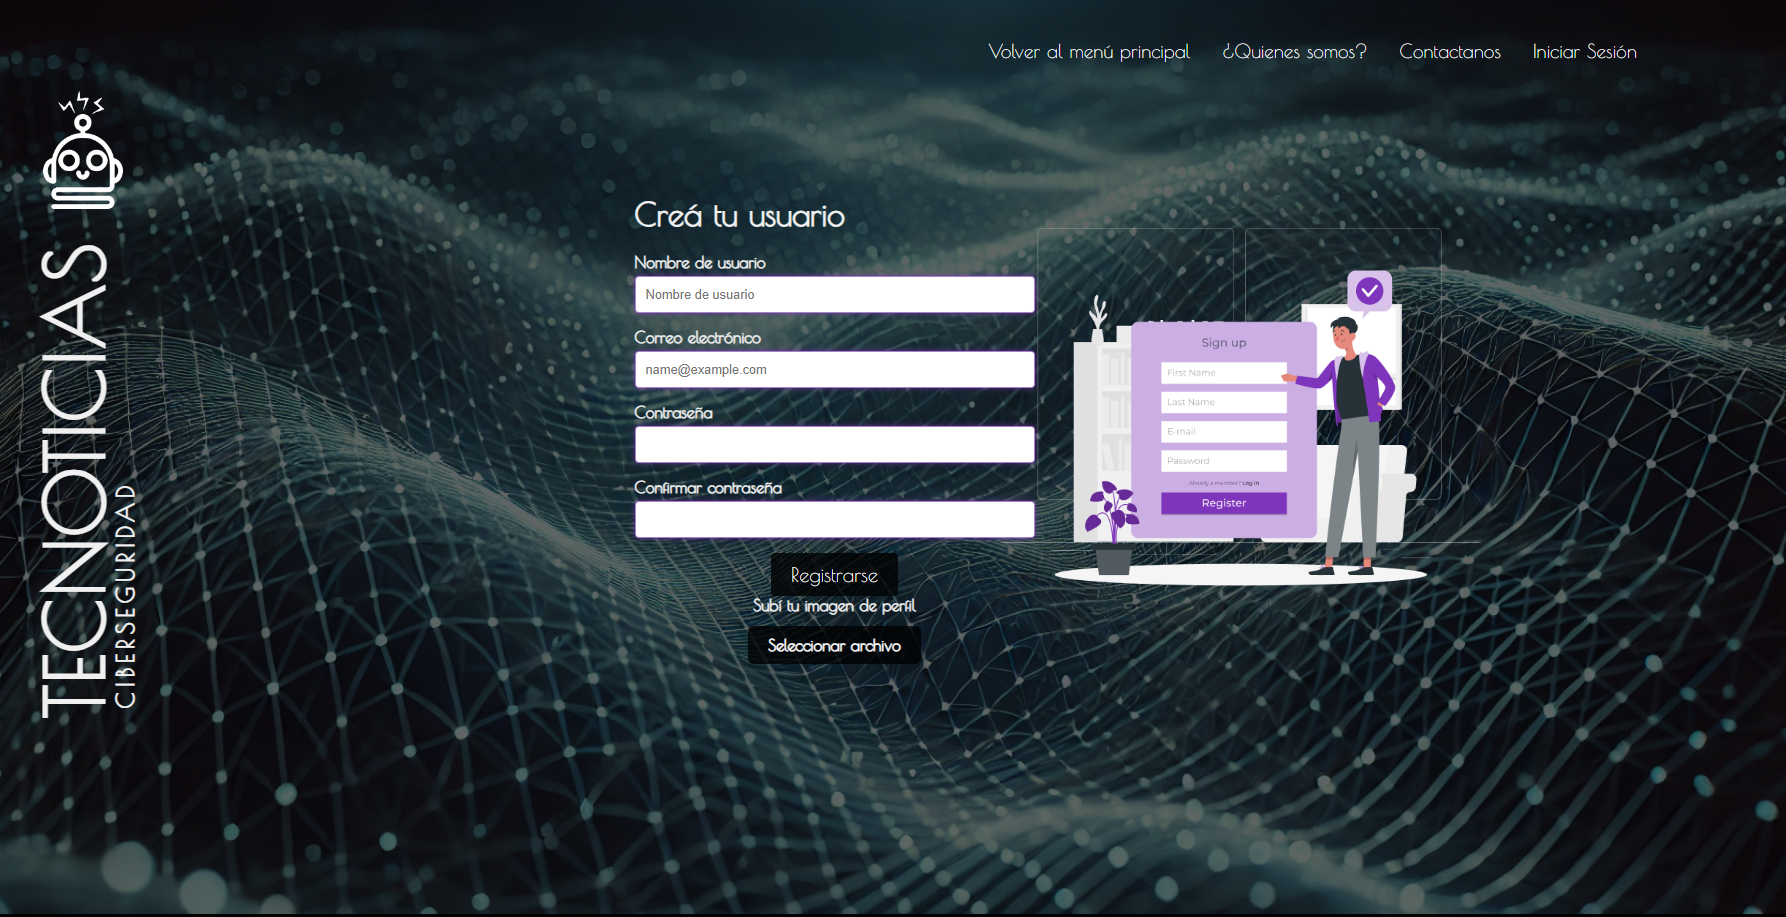 Volver al menú principal
¿Quienes somos?
Contactanos
Iniciar Sesión
TECNOTICIAS
CIBERSEGURIDAD
Creá tu usuario
Nombre de usuario
Nombre de usuario
Correo electrónico
name@example.com
Contraseña
Confirmar contraseña
Registrarse
Subí tu imagen de perfil
Seleccionar archivo
Sign up
First Name
Last Name
E-mail
Password
Already a member? Log In
Register